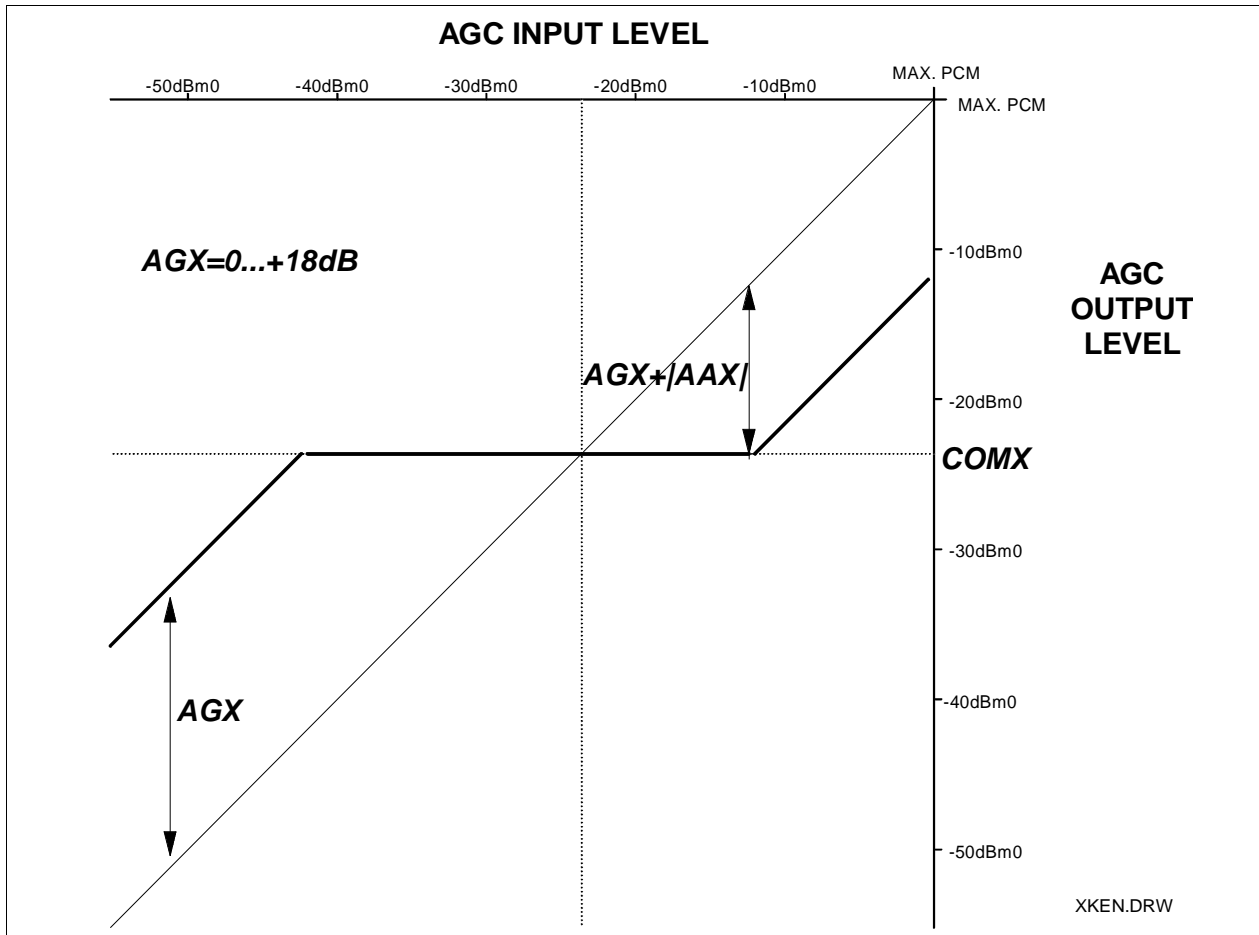 AGC INPUT LEVEL
MAX. PCM
-50dBm0
-40dBm0
-30dBm0
-20dBm0
-10dBm0
MAX. PCM
AGX=0...+18dB
-10dBm0
AGC
OUTPUT
LEVEL
AGX+|AAX|
-20dBm0
COMX
-30dBm0
AGX
-40dBm0
-50dBm0
XKEN.DRW